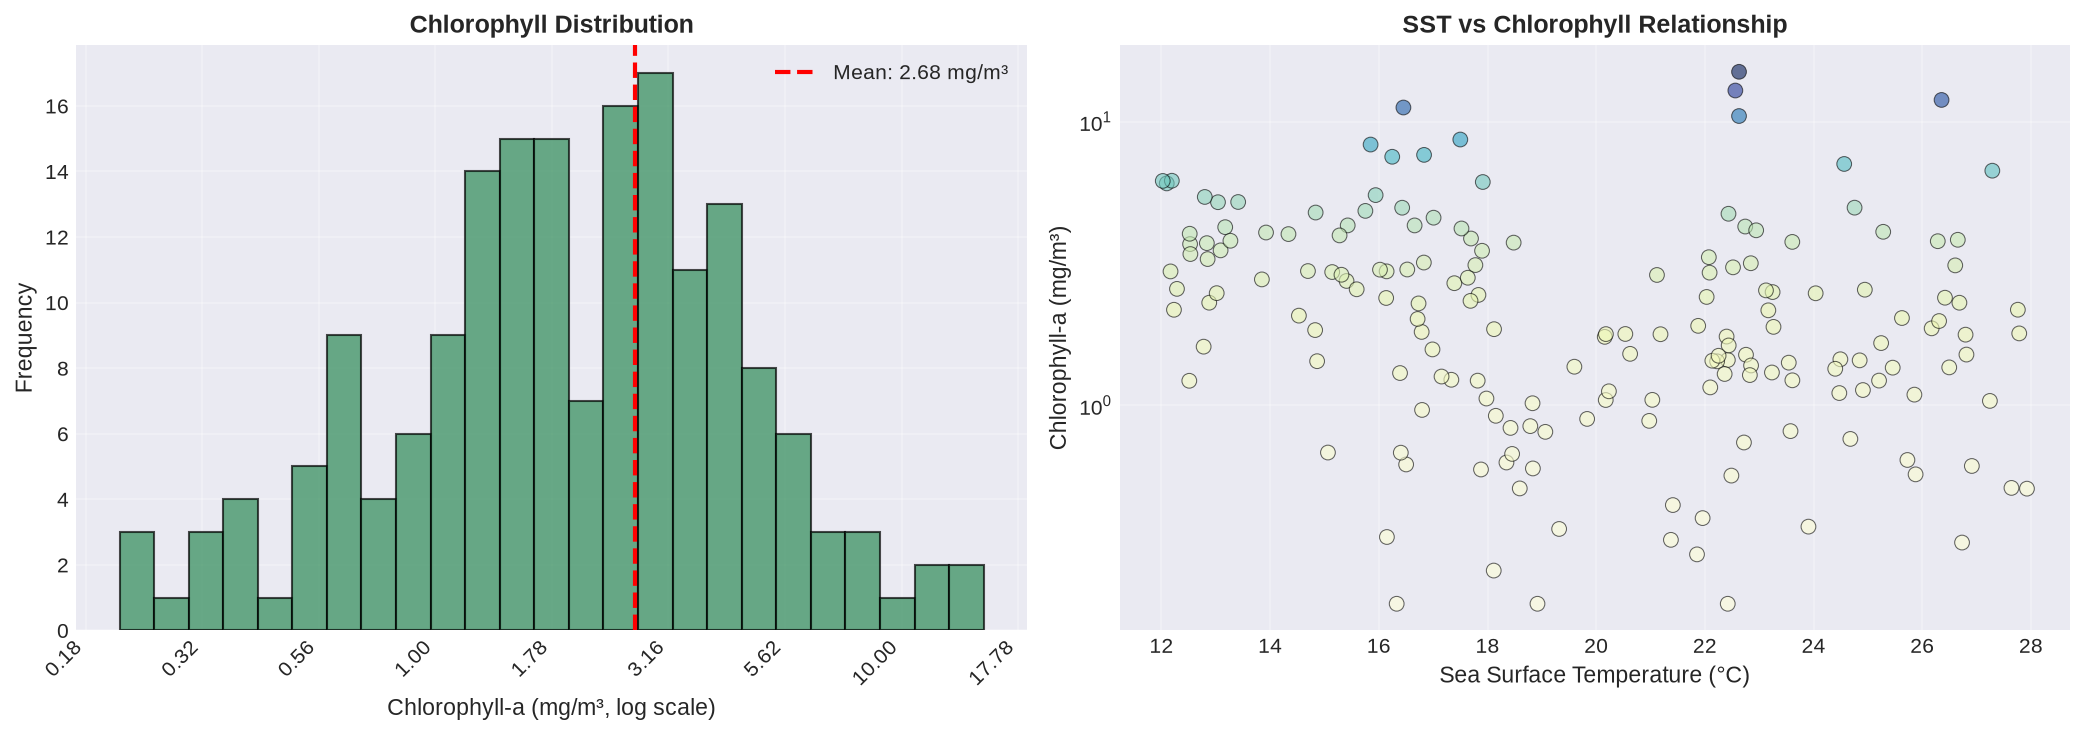 Chlorophyll Distribution
Mean: 2.68 mg/m³
Frequency
16
14
12
10
8
6
4
2
0
0.18 0.32 0.56 1.00 1.78 3.16 5.62 10.00 17.78
Chlorophyll-a (mg/m³, log scale)
SST vs Chlorophyll Relationship
Chlorophyll-a (mg/m³)
10¹
10⁰
12 14 16 18 20 22 24 26 28
Sea Surface Temperature (°C)